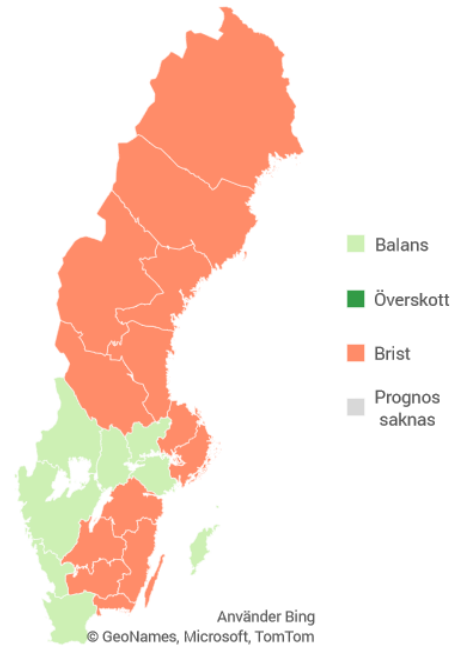 Balans
Överskott
Brist
Prognos
saknas
Använder Bing
© GeoNames, Microsoft, TomTom